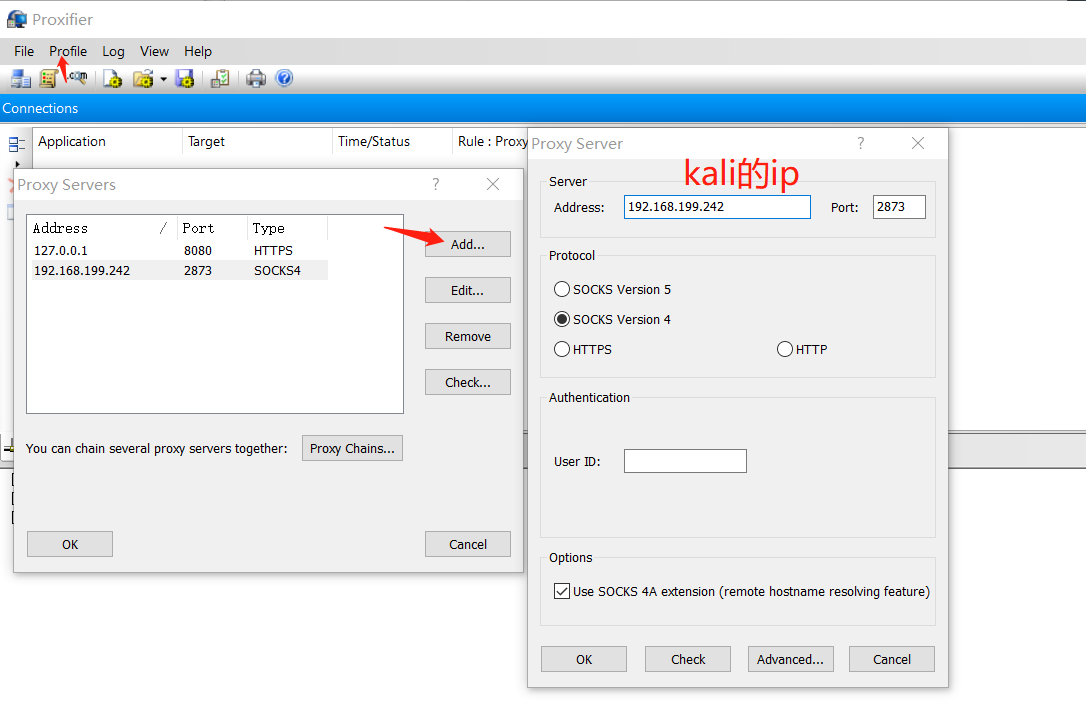 Proxifier
File Profile Log View Help
Connections
Application Target Time/Status Rule : Proxy
Proxy Servers
Address / Port Type
127.0.0.1 8080 HTTPS
192.168.199.242 2873 SOCKS4
Add...
Edit...
Remove
Check...
You can chain several proxy servers together: Proxy Chains...
OK Cancel
Proxy Server
kali的ip
Server
Address: 192.168.199.242 Port: 2873
Protocol
SOCKS Version 5
SOCKS Version 4
HTTPS HTTP
Authentication
User ID:
Options
Use SOCKS 4A extension (remote hostname resolving feature)
OK Check Advanced... Cancel